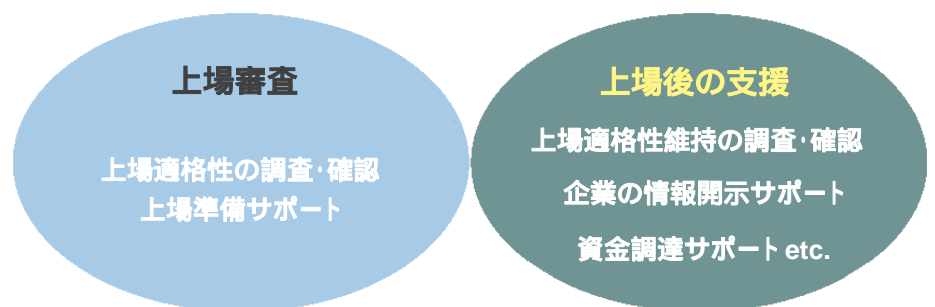 上場審査
上場適格性の調査・確認
上場準備サポート
上場後の支援
上場適格性維持の調査・確認
企業の情報開示サポート
資金調達サポート etc.